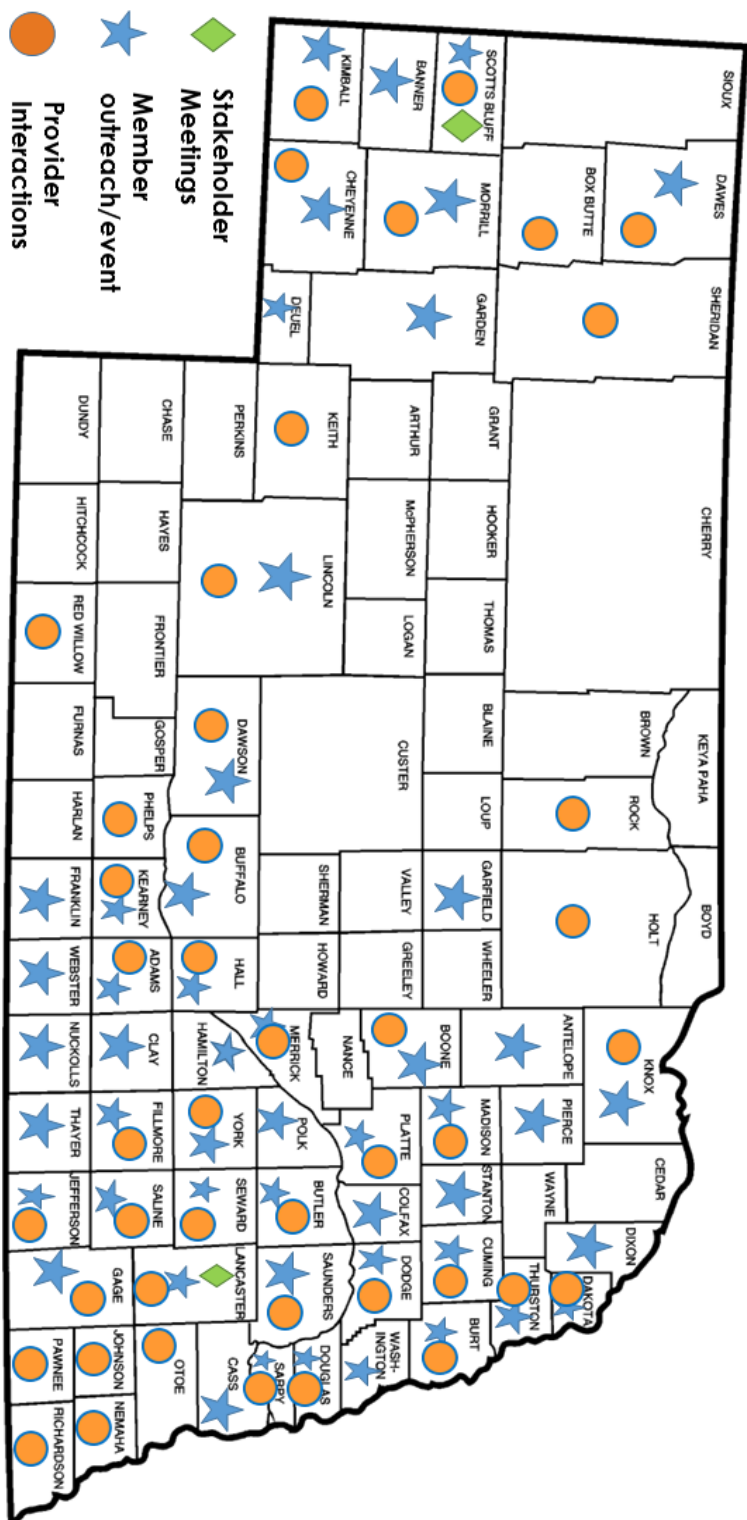 SIOUX
DAWES
SHERIDAN
BOX BUTTE
SCOTTS BLUFF
BANNER
KIMBALL
MORRILL
CHEYENNE
GARDEN
DEUEL
CHERRY
KEYA PAHA
BOYD
BROWN
ROCK
HOLT
GRANT
HOOKER
THOMAS
BLAINE
LOUP
GARFIELD
WHEELER
ARTHUR
McPHERSON
LOGAN
CUSTER
VALLEY
GREELEY
SHERMAN
HOWARD
KEITH
LINCOLN
PERKINS
DAWSON
BUFFALO
HALL
CHASE
HAYES
FRONTIER
GOSPER
PHELPS
KEARNEY
ADAMS
DUNDY
HITCHCOCK
RED WILLOW
FURNAS
HARLAN
FRANKLIN
WEBSTER
NUCKOLLS
THAYER
JEFFERSON
KNOX
CEDAR
DIXON
DAKOTA
ANTELOPE
PIERCE
WAYNE
THURSTON
BOONE
MADISON
STANTON
CUMING
BURT
NANCE
PLATTE
COLFAX
DODGE
WASH-
INGTON
MERRICK
POLK
BUTLER
SAUNDERS
DOUGLAS
SARPY
HAMILTON
YORK
SEWARD
LANCASTER
CASS
OTOE
CLAY
FILLMORE
SALINE
GAGE
JOHNSON
NEMAHA
PAWNEE
RICHARDSON
Stakeholder
Meetings
Member
outreach/event
Provider
Interactions